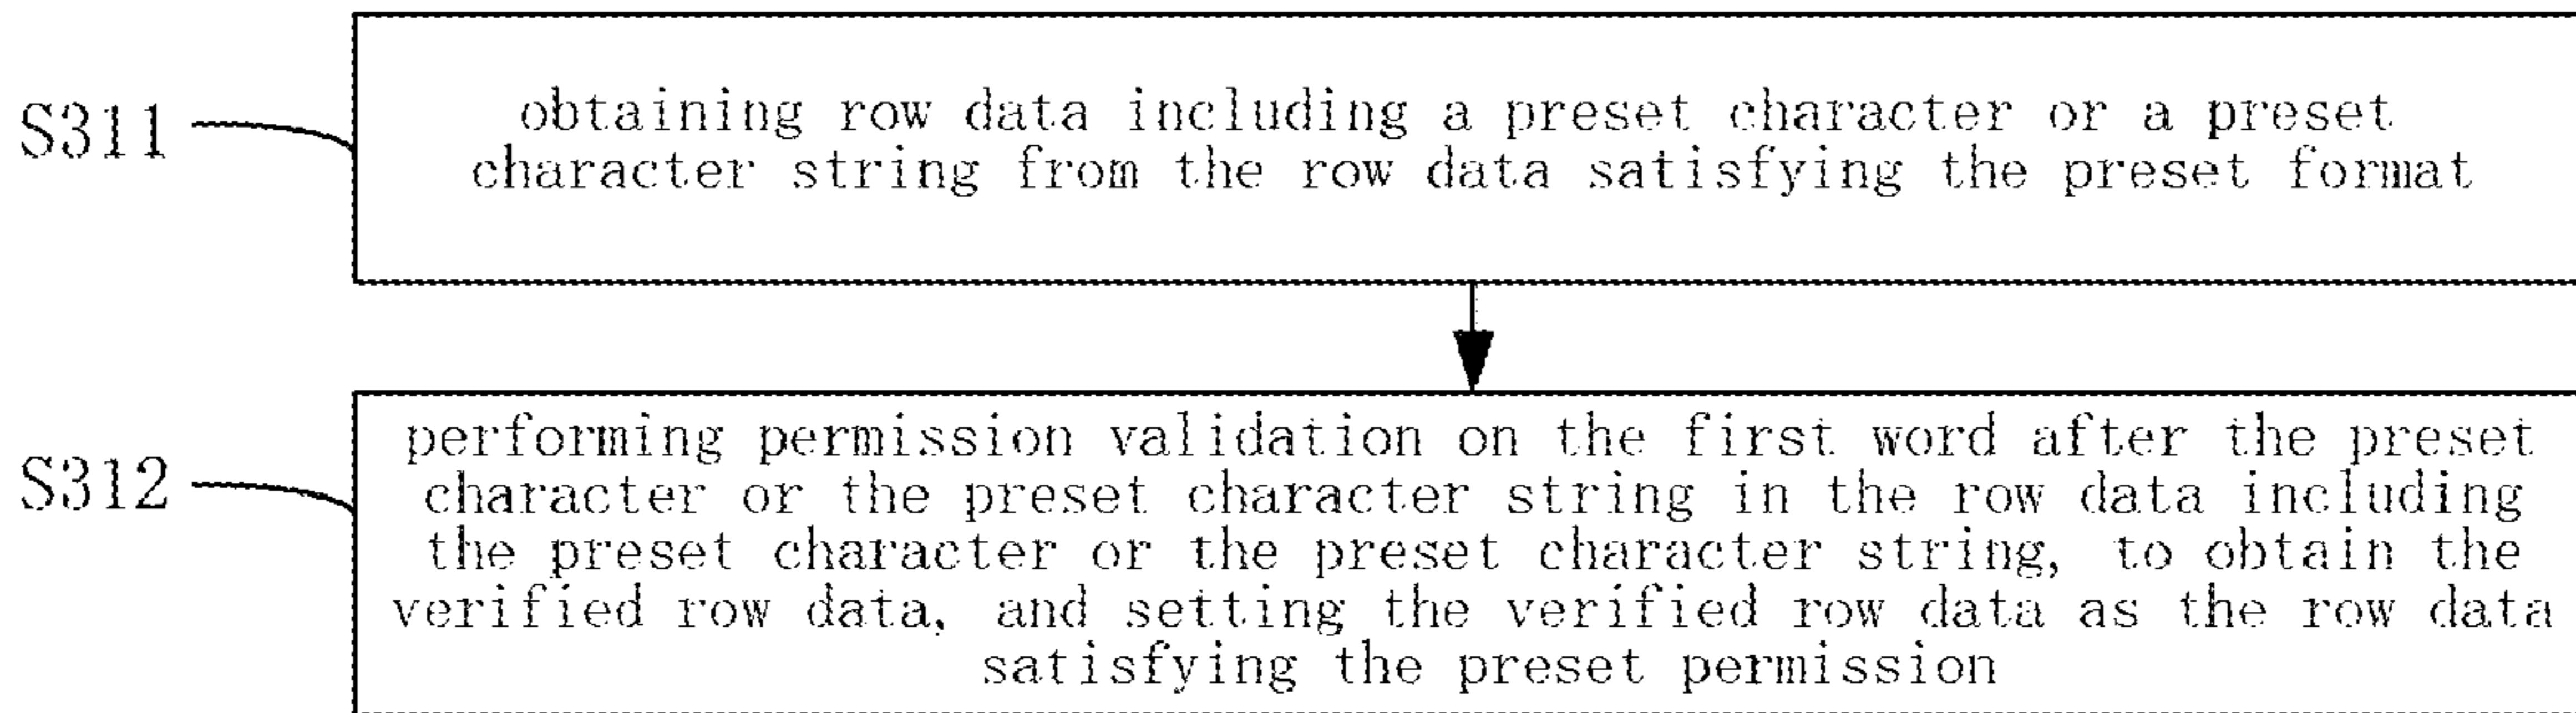 S311
obtaining row data including a preset character or a preset
character string from the row data satisfying the preset format
S312
performing permission validation on the first word after the preset
character or the preset character string in the row data including
the preset character or the preset character string, to obtain the
verified row data, and setting the verified row data as the row data
satisfying the preset permission